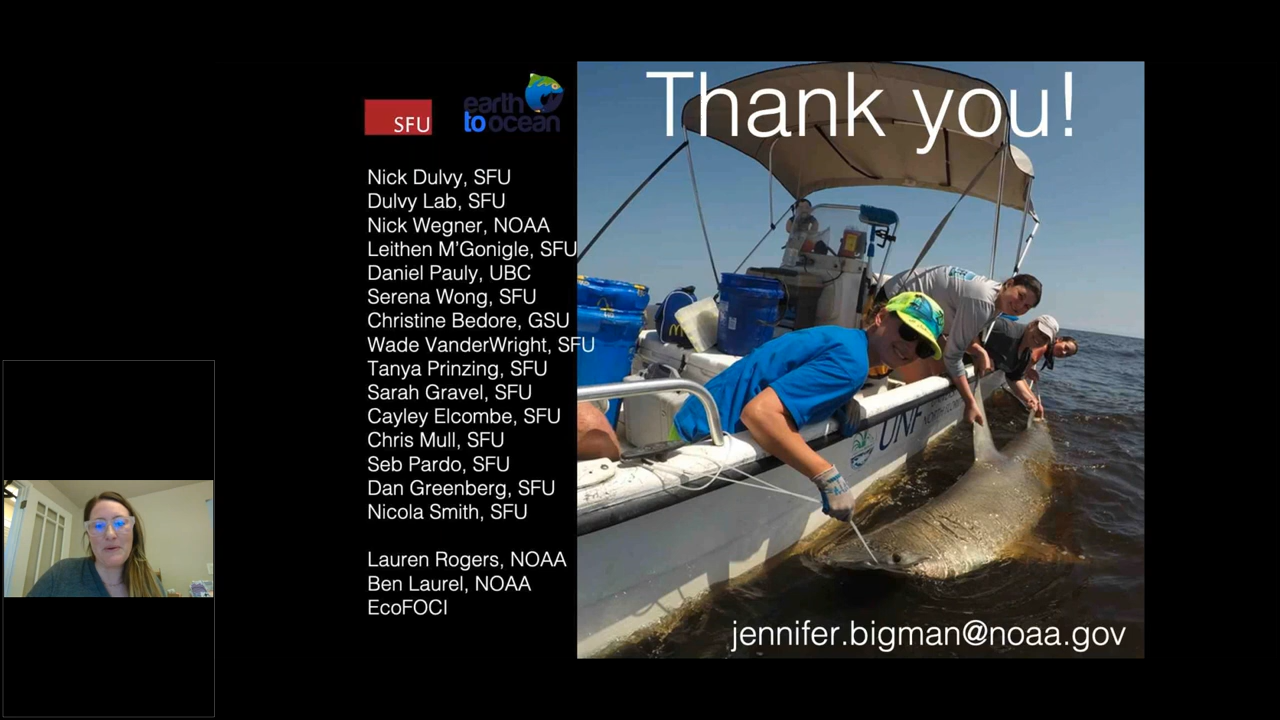 Thank you!
SFU
earth
to ocean
Nick Dulvy, SFU
Dulvy Lab, SFU
Nick Wegner, NOAA
Leithen M'Gonigle, SFU
Daniel Pauly, UBC
Serena Wong, SFU
Christine Bedore, GSU
Wade VanderWright, SFU
Tanya Prinzing, SFU
Sarah Gravel, SFU
Cayley Elcombe, SFU
Chris Mull, SFU
Seb Pardo, SFU
Dan Greenberg, SFU
Nicola Smith, SFU
Lauren Rogers, NOAA
Ben Laurel, NOAA
EcoFOCI
UNF
jennifer.bigman@noaa.gov